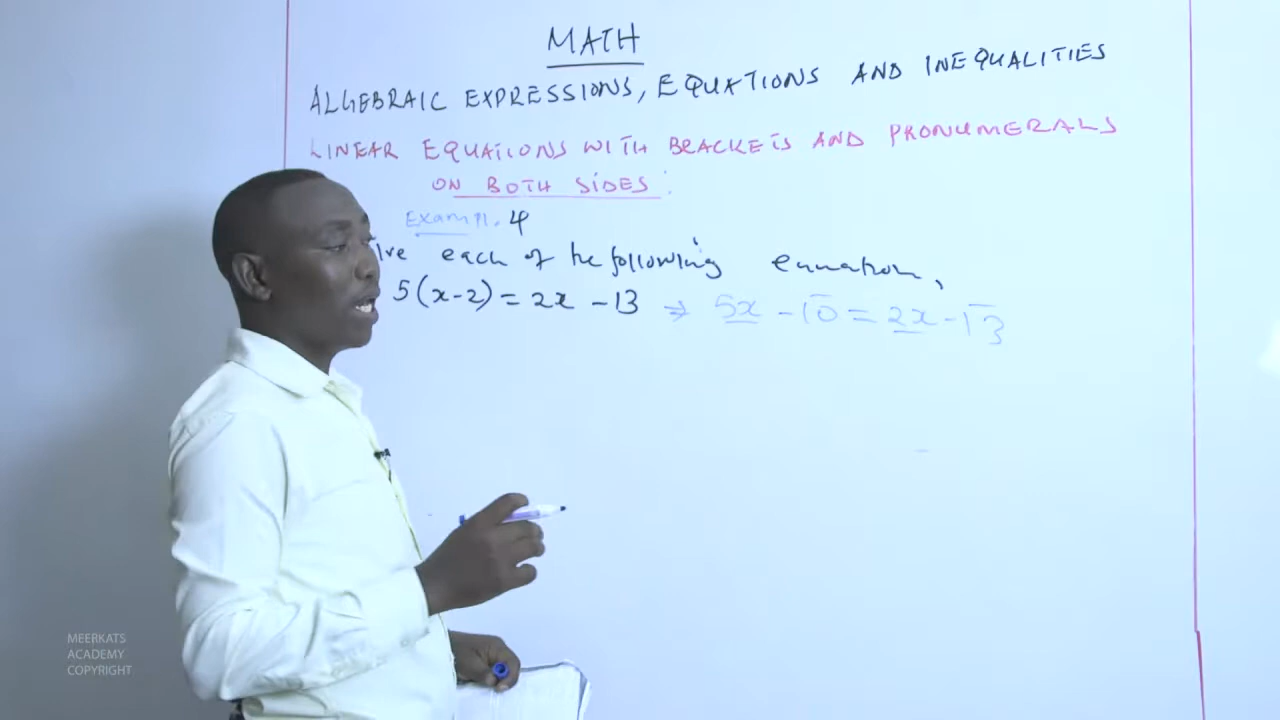 MATH
ALGEBRAIC EXPRESSIONS, EQUATIONS AND INEQUALITIES
LINEAR EQUATIONS WITH BRACKETS AND PRONUMERALS
ON BOTH SIDES:
4
each of the following equation,
5(x-2) = 2x - 13 ⇒ 5x - 10 = 2x - 13
MEERKATS
ACADEMY
COPYRIGHT